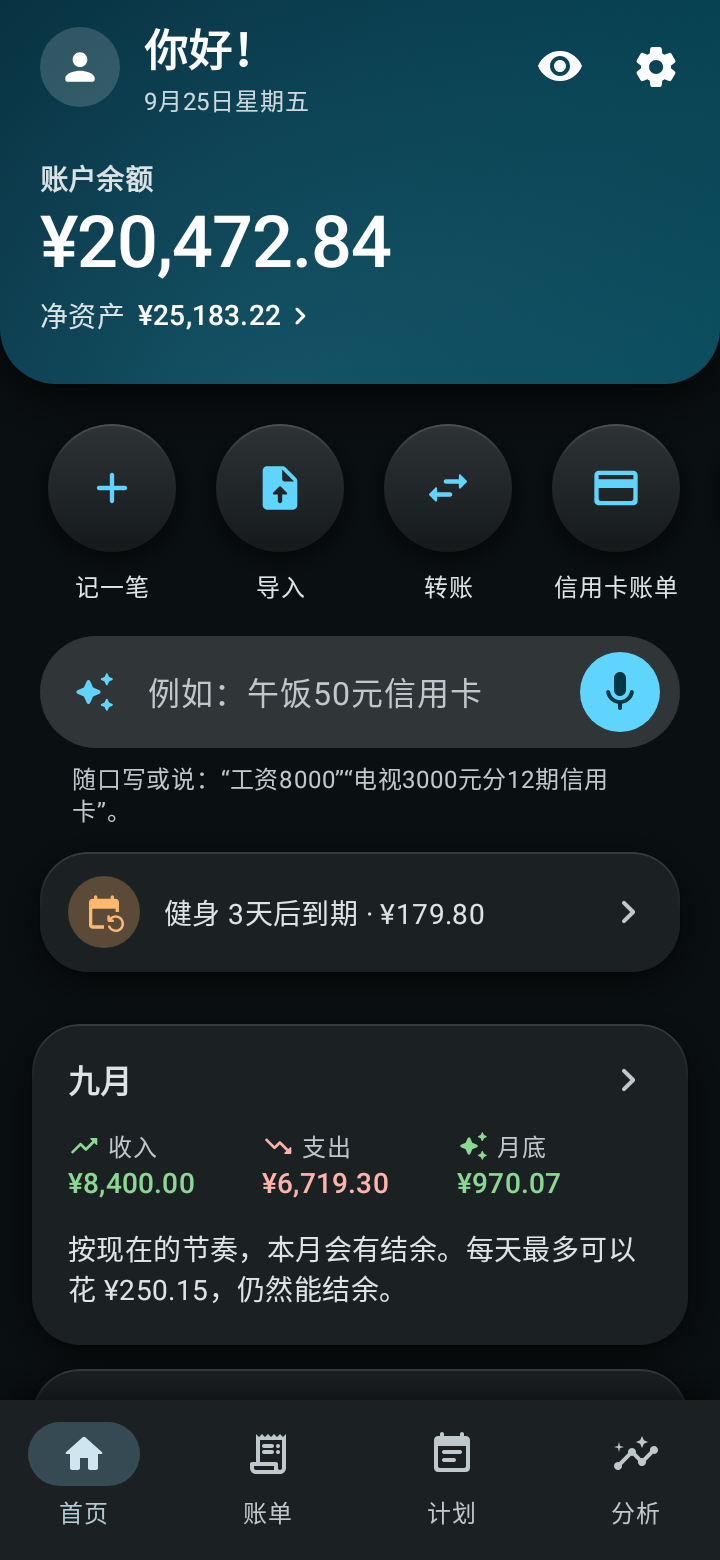 你好！
9月25日星期五
账户余额
¥20,472.84
净资产 ¥25,183.22
记一笔
导入
转账
信用卡账单
例如：午饭50元信用卡
随口写或说：“工资8000”“电视3000元分12期信用
卡”。
健身 3天后到期 · ¥179.80
九月
收入
支出
月底
¥8,400.00
¥6,719.30
¥970.07
按现在的节奏，本月会有结余。每天最多可以
花 ¥250.15，仍然能结余。
首页
账单
计划
分析